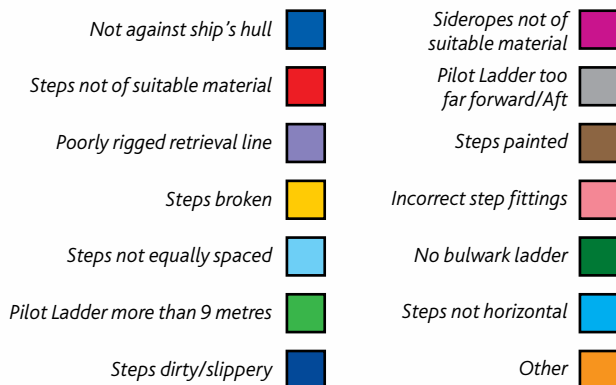 Not against ship's hull
Steps not of suitable material
Poorly rigged retrieval line
Steps broken
Steps not equally spaced
Pilot Ladder more than 9 metres
Steps dirty/slippery
Sideropes not of
suitable material
Pilot Ladder too
far forward/Aft
Steps painted
Incorrect step fittings
No bulwark ladder
Steps not horizontal
Other